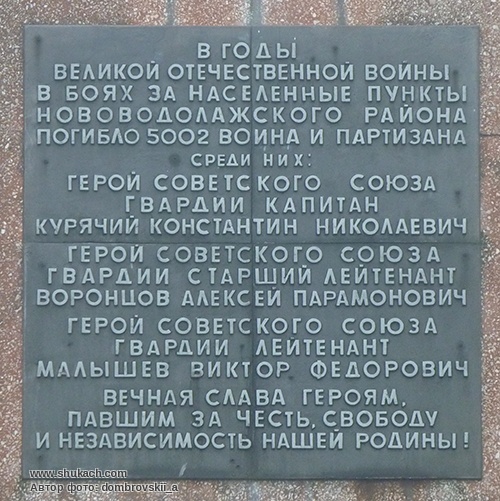 В ГОДЫ
ВЕЛИКОЙ ОТЕЧЕСТВЕННОЙ ВОЙНЫ
В БОЯХ ЗА НАСЕЛЕННЫЕ ПУНКТЫ
НОВОВОДОЛАЖСКОГО РАЙОНА
ПОГИБЛО 5002 ВОИНА И ПАРТИЗАНА
СРЕДИ НИХ:
ГЕРОЙ СОВЕТСКОГО СОЮЗА
ГВАРДИИ КАПИТАН
КУРЯЧИЙ КОНСТАНТИН НИКОЛАЕВИЧ
ГЕРОЙ СОВЕТСКОГО СОЮЗА
ГВАРДИИ СТАРШИЙ ЛЕЙТЕНАНТ
ВОРОНЦОВ АЛЕКСЕЙ ПАРАМОНОВИЧ
ГЕРОЙ СОВЕТСКОГО СОЮЗА
ГВАРДИИ ЛЕЙТЕНАНТ
МАЛЫШЕВ ВИКТОР ФЕДОРОВИЧ
ВЕЧНАЯ СЛАВА ГЕРОЯМ,
ПАВШИМ ЗА ЧЕСТЬ, СВОБОДУ
И НЕЗАВИСИМОСТЬ НАШЕЙ РОДИНЫ!
www.shukach.com
Автор фото- dombrovskii_a